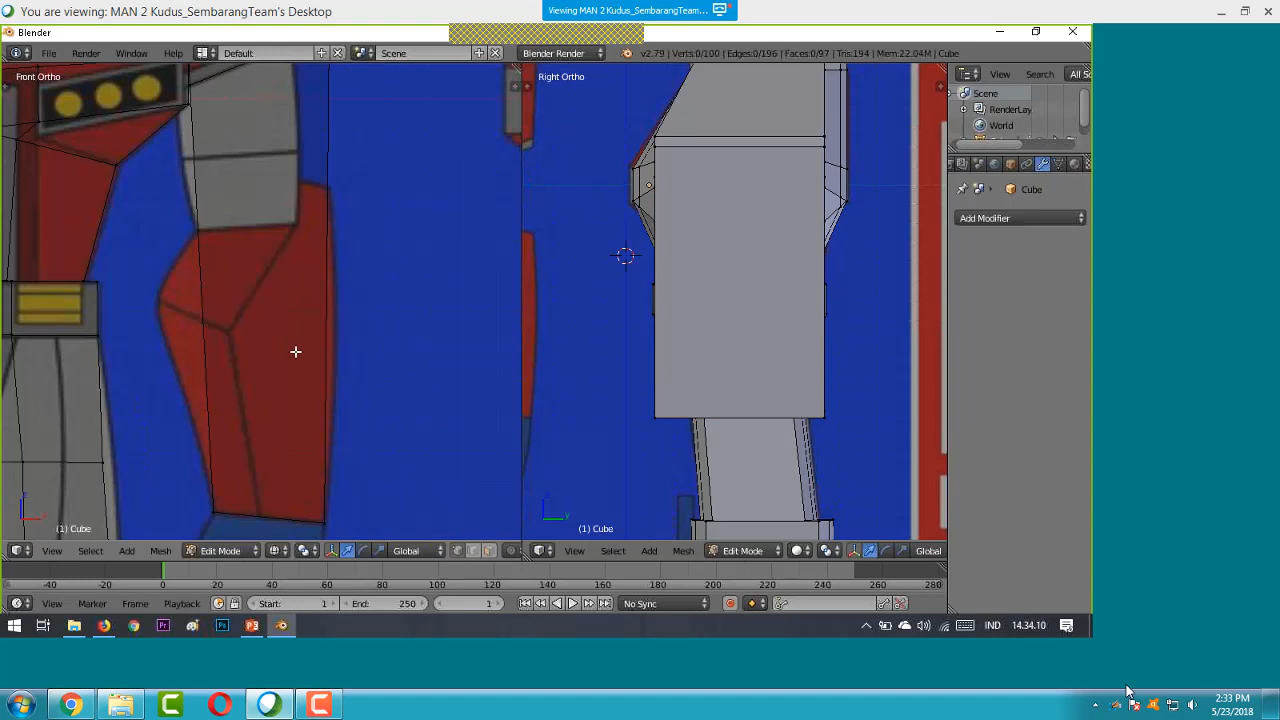 You are viewing: MAN 2 Kudus_SembarangTeam's Desktop
Viewing MAN 2 Kudus_SembarangTeam...
Blender
File Render Window Help Default Scene Blender Render v2.79 | Verts:0/100 | Edges:0/196 | Faces:0/97 | Tris:194 | Mem:22.04M | Cube
View Search All Sc
Front Ortho
Right Ortho
Scene
RenderLay
World
Cube
Add Modifier
(1) Cube
(1) Cube
View Select Add Mesh Edit Mode Global
View Select Add Mesh Edit Mode Global
-40 -20 0 20 40 60 80 100 120 140 160 180 200 220 240 260 280
View Marker Frame Playback Start: 1 End: 250 1 No Sync
IND 14.34.10
2:33 PM
5/23/2018